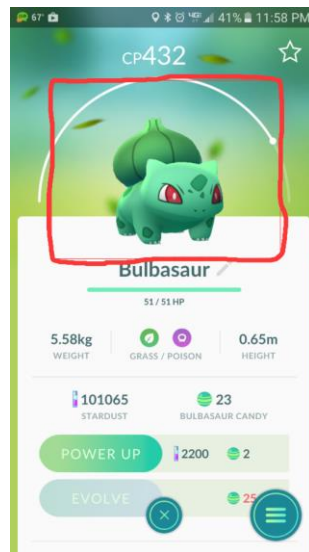 67° 41% 11:58 PM
CP432
Bulbasaur
51 / 51 HP
5.58kg 0.65m
WEIGHT GRASS / POISON HEIGHT
101065 23
STARDUST BULBASAUR CANDY
POWER UP 2200 2
EVOLVE 25